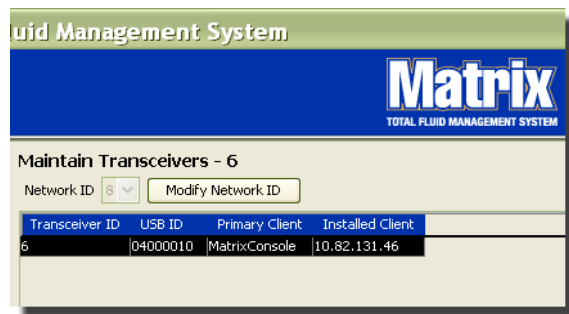 luid Management System
Matrix
TOTAL FLUID MANAGEMENT SYSTEM
Maintain Transceivers - 6
Network ID 8 Modify Network ID
Transceiver ID USB ID Primary Client Installed Client
6 04000010 MatrixConsole 10.82.131.46